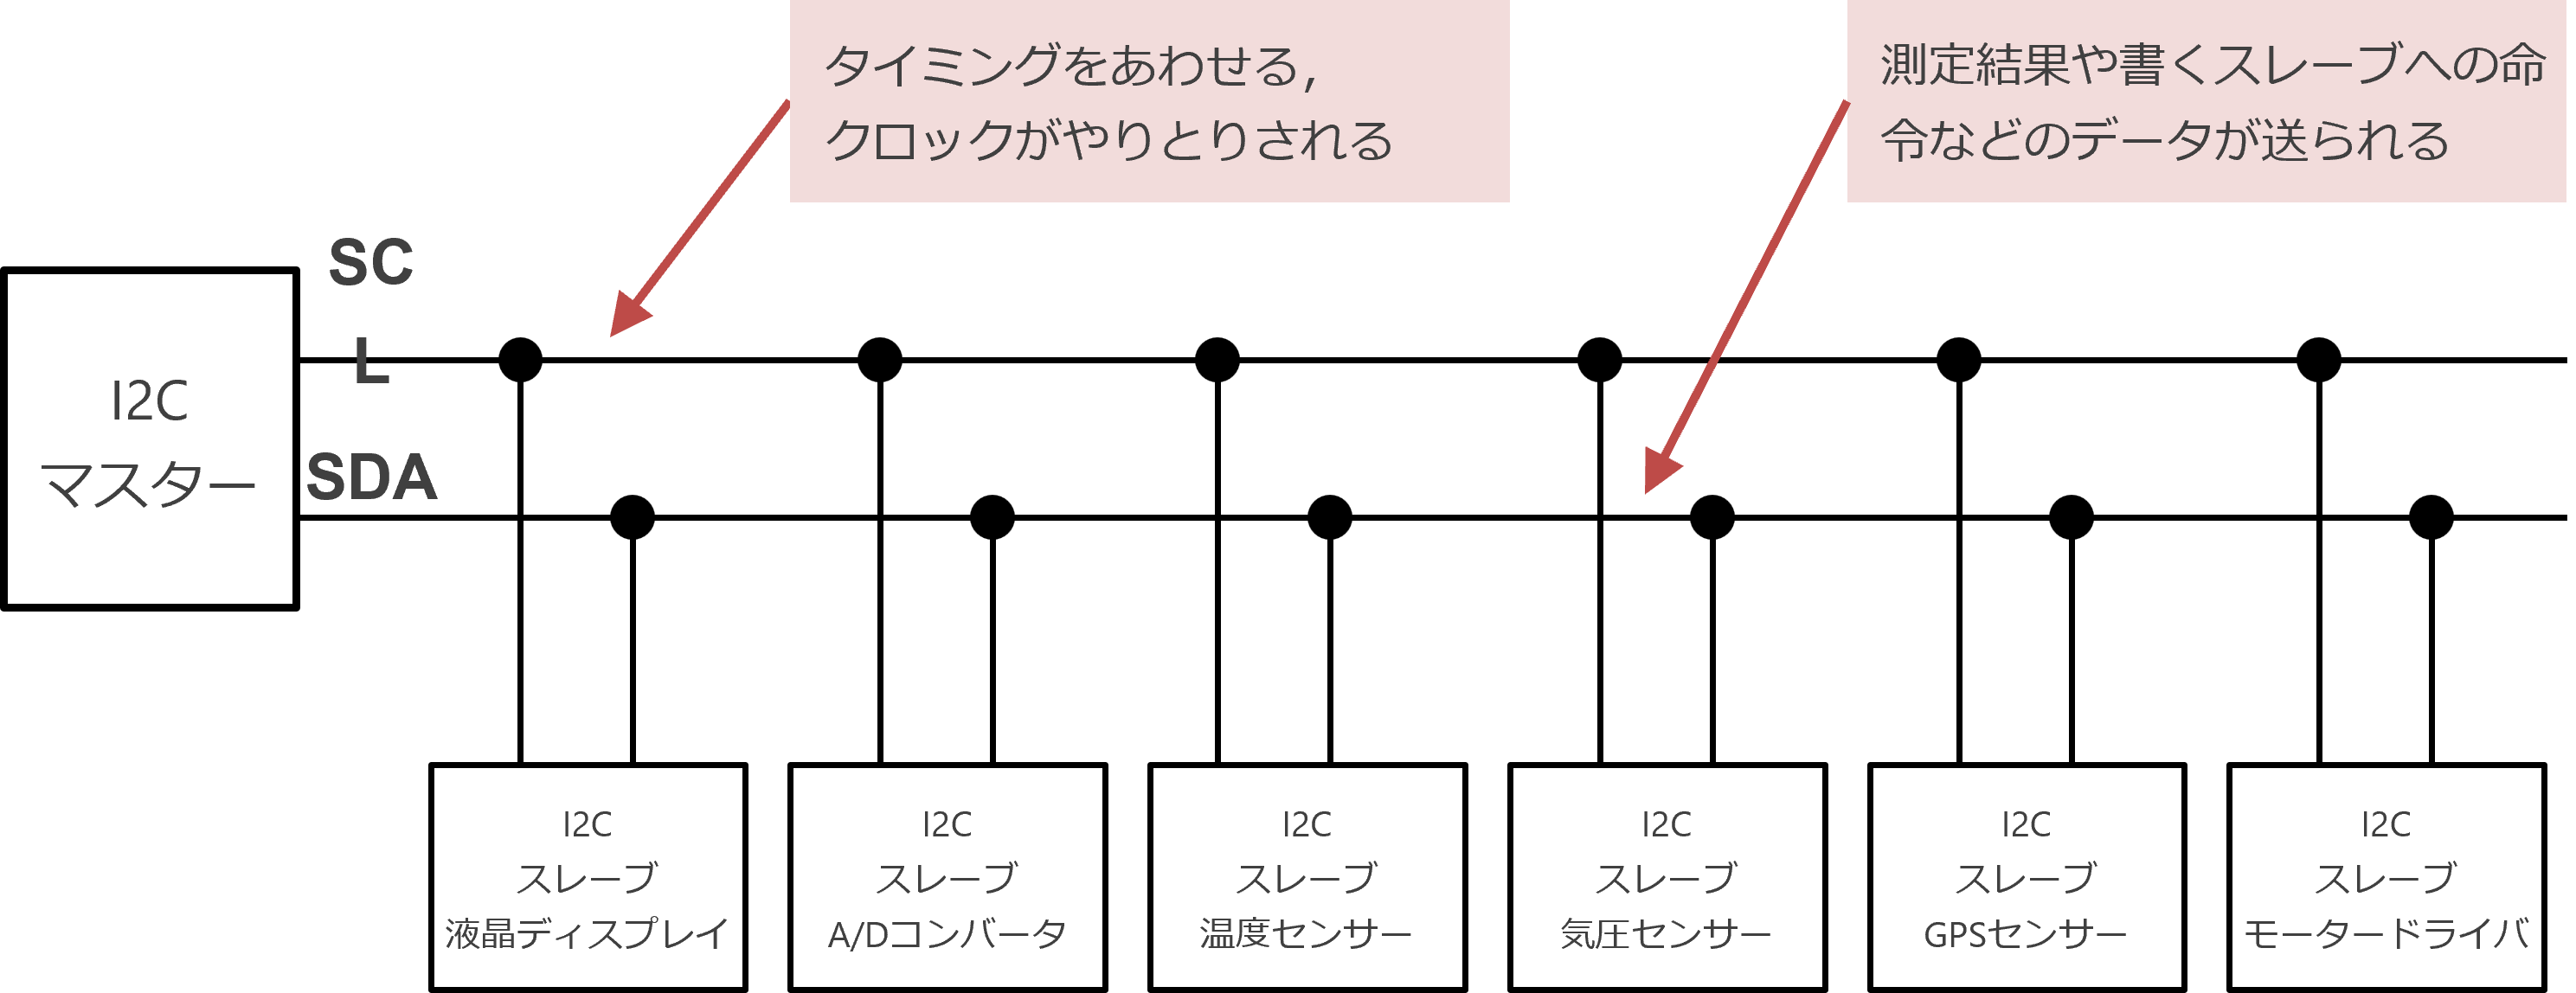 タイミングをあわせる,
クロックがやりとりされる
測定結果や書くスレーブへの命
令などのデータが送られる
SC
L
I2C
マスター
SDA
I2C
スレーブ
液晶ディスプレイ
I2C
スレーブ
A/Dコンバータ
I2C
スレーブ
温度センサー
I2C
スレーブ
気圧センサー
I2C
スレーブ
GPSセンサー
I2C
スレーブ
モータードライバ